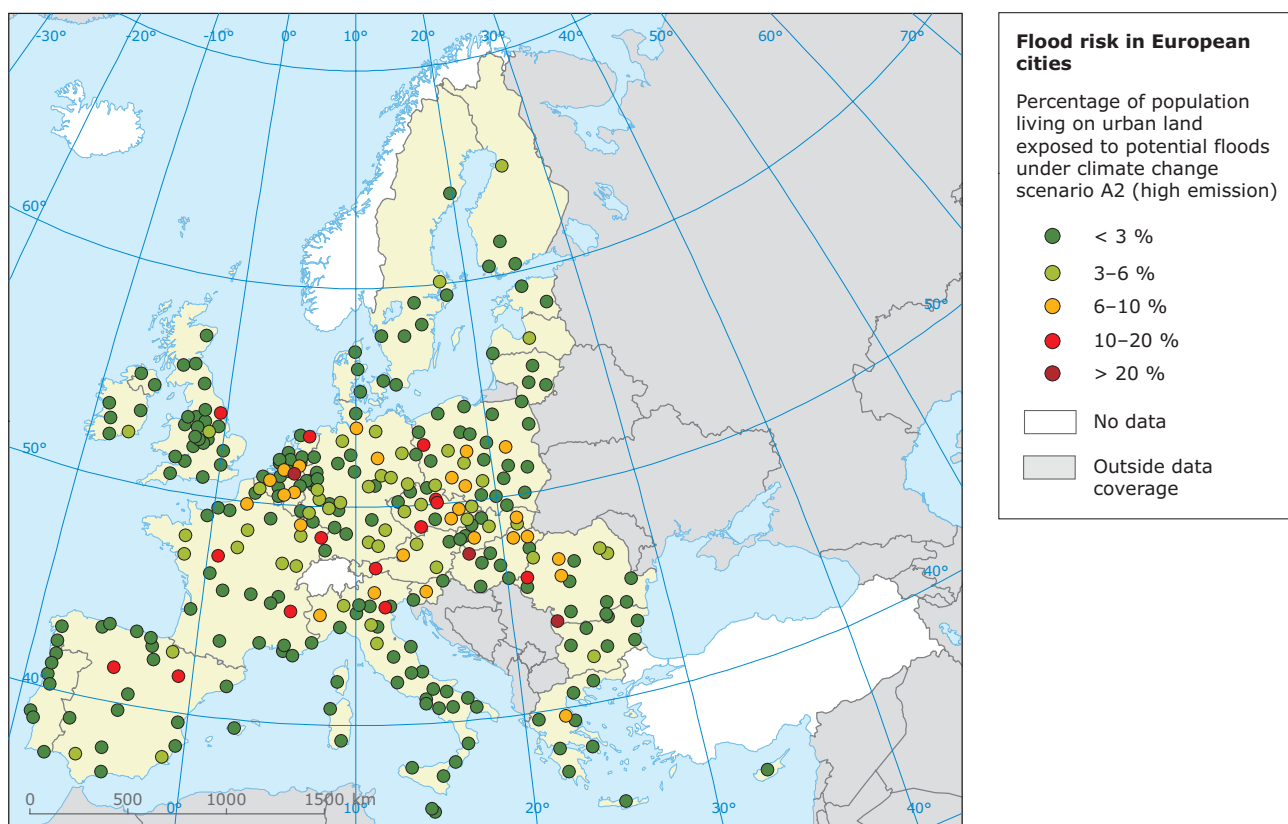 -30°
-20°
-10°
0°
10°
20°
30°
40°
50°
60°
70°
60°
50°
50°
40°
40°
0
500
1000
1500 km
0°
10°
20°
30°
40°
Flood risk in European
cities
Percentage of population
living on urban land
exposed to potential floods
under climate change
scenario A2 (high emission)
< 3 %
3–6 %
6–10 %
10–20 %
> 20 %
No data
Outside data
coverage